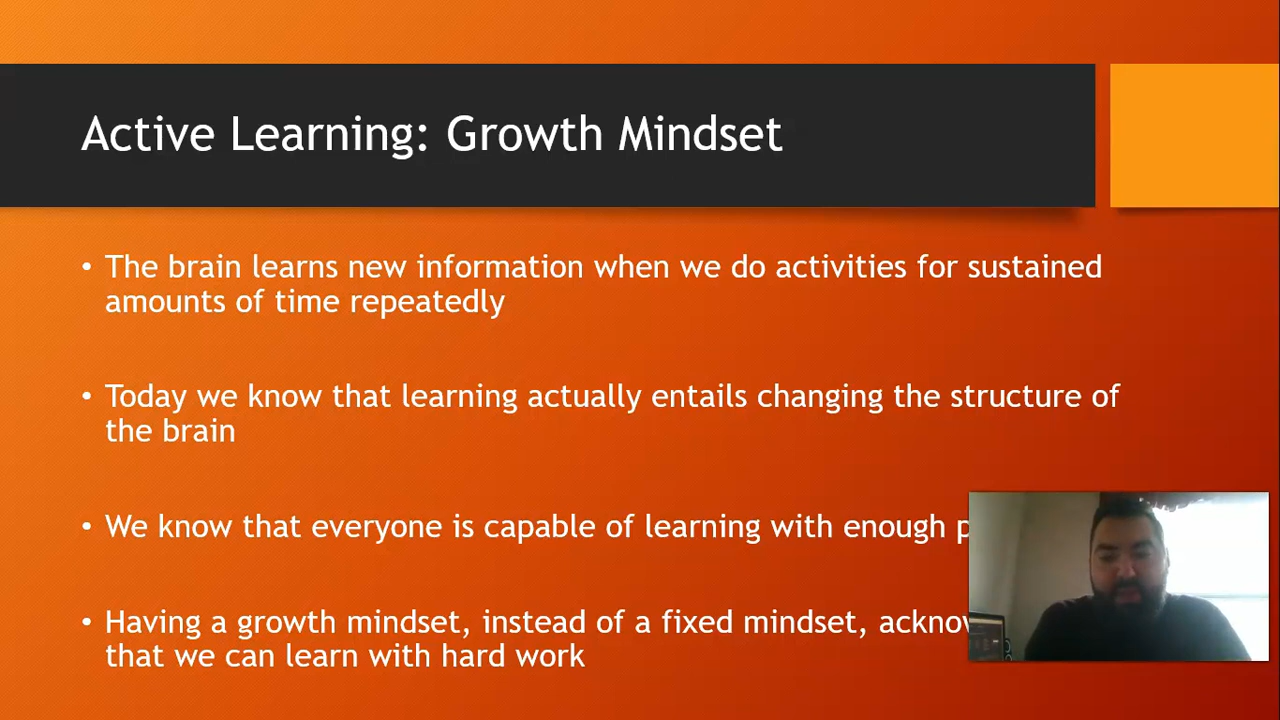 Active Learning: Growth Mindset
• The brain learns new information when we do activities for sustained
amounts of time repeatedly
• Today we know that learning actually entails changing the structure of
the brain
• We know that everyone is capable of learning with enough
• Having a growth mindset, instead of a fixed mindset,
that we can learn with hard work